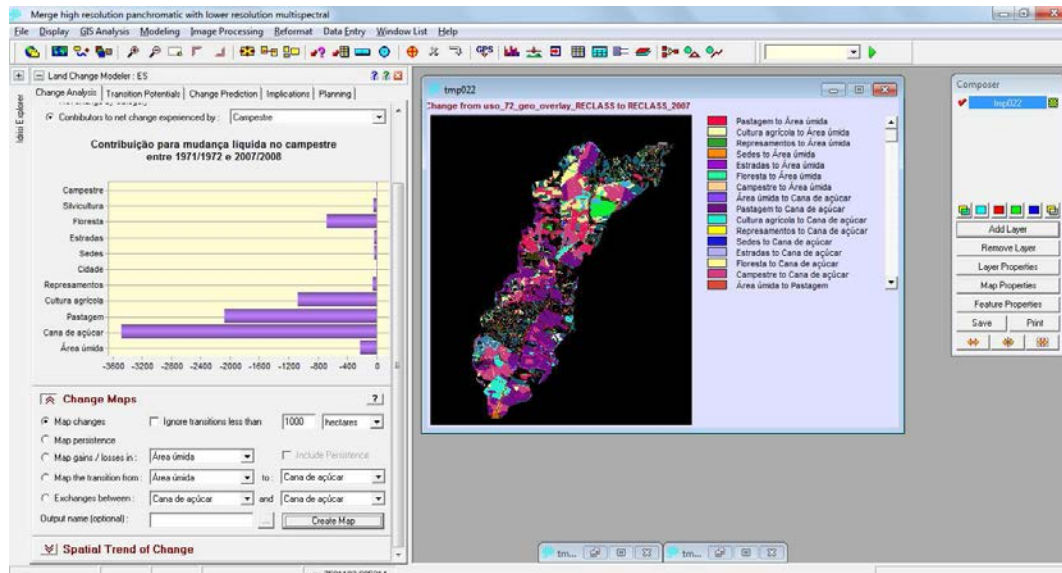 Merge high resolution panchromatic with lower resolution multispectral
File Display GIS Analysis Modeling Image Processing Reformat Data Entry Window List Help
GPS
Idrisi Explorer
Land Change Modeler : ES
Change Analysis Transition Potentials Change Prediction Implications Planning
Contributors to net change experienced by : Campestre
Contribuição para mudança líquida no campestre
entre 1971/1972 e 2007/2008
Campestre
Silvicultura
Floresta
Estradas
Sedes
Cidade
Represamentos
Cultura agrícola
Pastagem
Cana de açúcar
Área úmida
-3600 -3200 -2800 -2400 -2000 -1600 -1200 -800 -400 0
Change Maps
Map changes Ignore transitions less than 1000 hectares
Map persistence
Map gains / losses in : Área úmida Include Persistence
Map the transition from : Área úmida to : Cana de açúcar
Exchanges between : Cana de açúcar and Cana de açúcar
Output name (optional) : ... Create Map
Spatial Trend of Change
tmp022
Change from uso_72_geo_overlay_RECLASS to RECLASS_2007
Pastagem to Área úmida
Cultura agrícola to Área úmida
Represamentos to Área úmida
Sedes to Área úmida
Estradas to Área úmida
Floresta to Área úmida
Campestre to Área úmida
Área úmida to Cana de açúcar
Pastagem to Cana de açúcar
Cultura agrícola to Cana de açúcar
Represamentos to Cana de açúcar
Sedes to Cana de açúcar
Estradas to Cana de açúcar
Floresta to Cana de açúcar
Campestre to Cana de açúcar
Área úmida to Pastagem
Composer
tmp022
Add Layer
Remove Layer
Layer Properties
Map Properties
Feature Properties
Save Print
tm... tm...